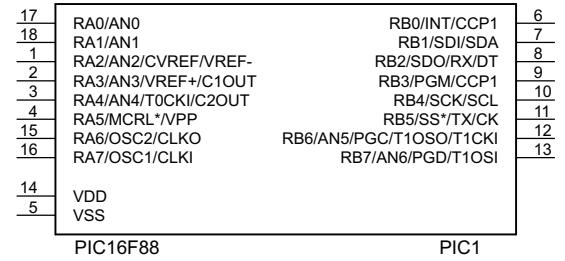 17 RA0/AN0 RB0/INT/CCP1 6
18 RA1/AN1 RB1/SDI/SDA 7
1 RA2/AN2/CVREF/VREF- RB2/SDO/RX/DT 8
2 RA3/AN3/VREF+/C1OUT RB3/PGM/CCP1 9
3 RA4/AN4/T0CKI/C2OUT RB4/SCK/SCL 10
4 RA5/MCRL*/VPP RB5/SS*/TX/CK 11
15 RA6/OSC2/CLKO RB6/AN5/PGC/T1OSO/T1CKI 12
16 RA7/OSC1/CLKI RB7/AN6/PGD/T1OSI 13
14 VDD
5 VSS
PIC16F88 PIC1